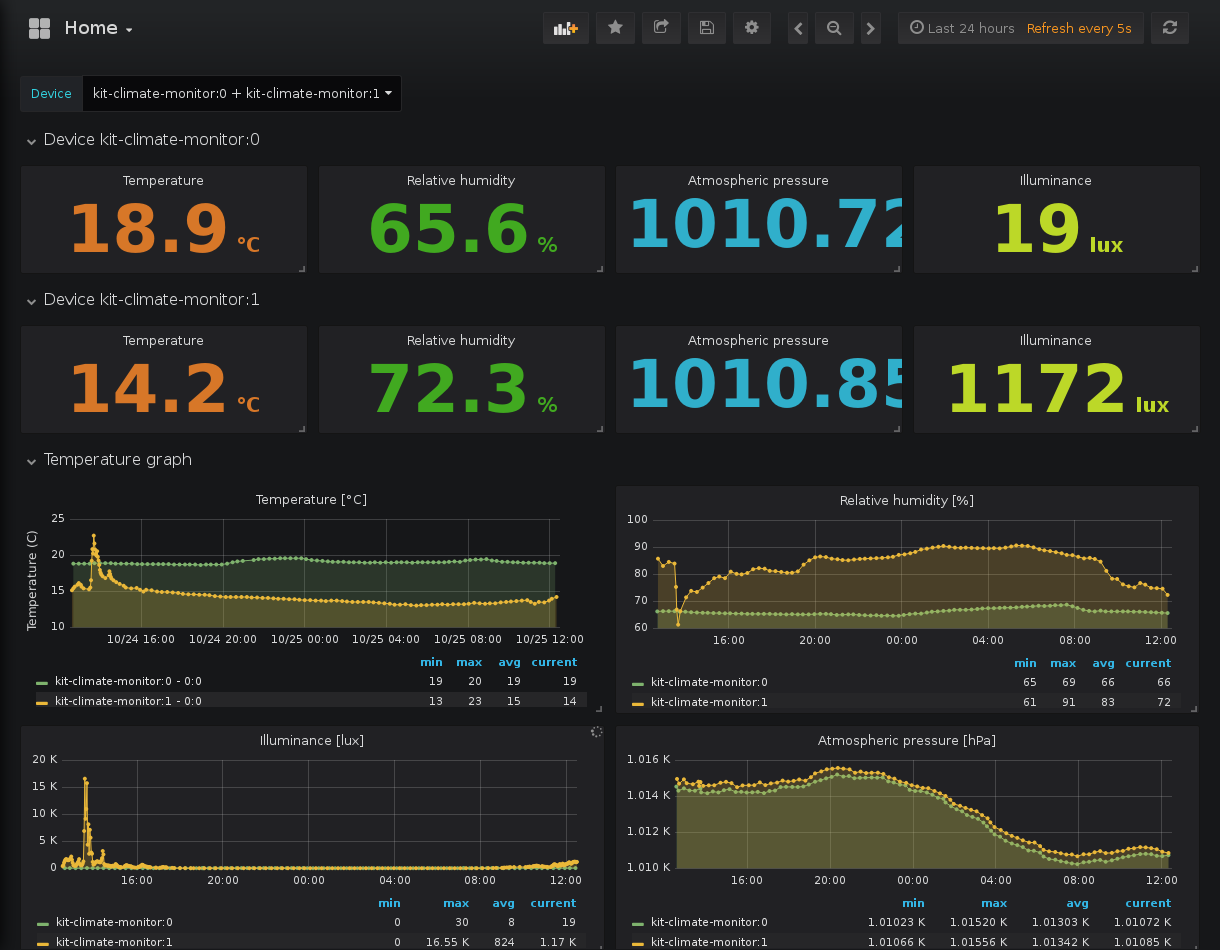 Home
Last 24 hours Refresh every 5s
Device kit-climate-monitor:0 + kit-climate-monitor:1
Device kit-climate-monitor:0
Temperature Relative humidity Atmospheric pressure Illuminance
18.9 °C 65.6 % 1010.72 19 lux
Device kit-climate-monitor:1
Temperature Relative humidity Atmospheric pressure Illuminance
14.2 °C 72.3 % 1010.85 1172 lux
Temperature graph
Temperature [°C]
Temperature (C)
25
20
15
10
10/24 16:00 10/24 20:00 10/25 00:00 10/25 04:00 10/25 08:00 10/25 12:00
min max avg current
kit-climate-monitor:0 - 0:0 19 20 19 19
kit-climate-monitor:1 - 0:0 13 23 15 14
Relative humidity [%]
100
90
80
70
60
16:00 20:00 00:00 04:00 08:00 12:00
min max avg current
kit-climate-monitor:0 65 69 66 66
kit-climate-monitor:1 61 91 83 72
Illuminance [lux]
20 K
15 K
10 K
5 K
0
16:00 20:00 00:00 04:00 08:00 12:00
min max avg current
kit-climate-monitor:0 0 30 8 19
kit-climate-monitor:1 0 16.55 K 824 1.17 K
Atmospheric pressure [hPa]
1.016 K
1.014 K
1.012 K
1.010 K
16:00 20:00 00:00 04:00 08:00 12:00
min max avg current
kit-climate-monitor:0 1.01023 K 1.01520 K 1.01303 K 1.01072 K
kit-climate-monitor:1 1.01066 K 1.01556 K 1.01342 K 1.01085 K